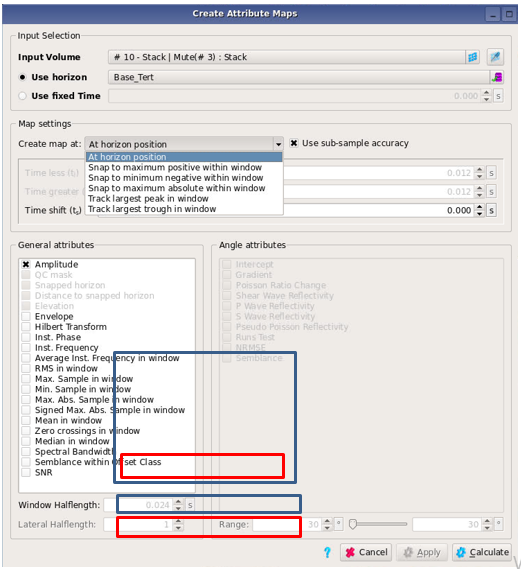 Create Attribute Maps
Input Selection
Input Volume # 10 - Stack | Mute(# 3) : Stack
Use horizon Base_Tert
Use fixed Time 0.000 s
Map settings
Create map at: At horizon position Use sub-sample accuracy
At horizon position
Snap to maximum positive within window
Snap to minimum negative within window
Snap to maximum absolute within window
Track largest peak in window
Track largest trough in window
Time less (t 0.012 s
Time greater 0.012 s
Time shift (ts) 0.000 s
General attributes
Amplitude
QC mask
Snapped horizon
Distance to snapped horizon
Elevation
Envelope
Hilbert Transform
Inst. Phase
Inst. Frequency
Average Inst. Frequency in window
RMS in window
Max. Sample in window
Min. Sample in window
Max. Abs. Sample in window
Signed Max. Abs. Sample in window
Mean in window
Zero crossings in window
Median in window
Spectral Bandwidth
Semblance within Offset Class
SNR
Window Halflength: 0.024 s
Lateral Halflength: 1
Angle attributes
Intercept
Gradient
Poisson Ratio Change
Shear Wave Reflectivity
P Wave Reflectivity
S Wave Reflectivity
Pseudo Poisson Reflectivity
Runs Test
NRMSE
Semblance
Range: 30 ° 30 °
? Cancel Apply Calculate